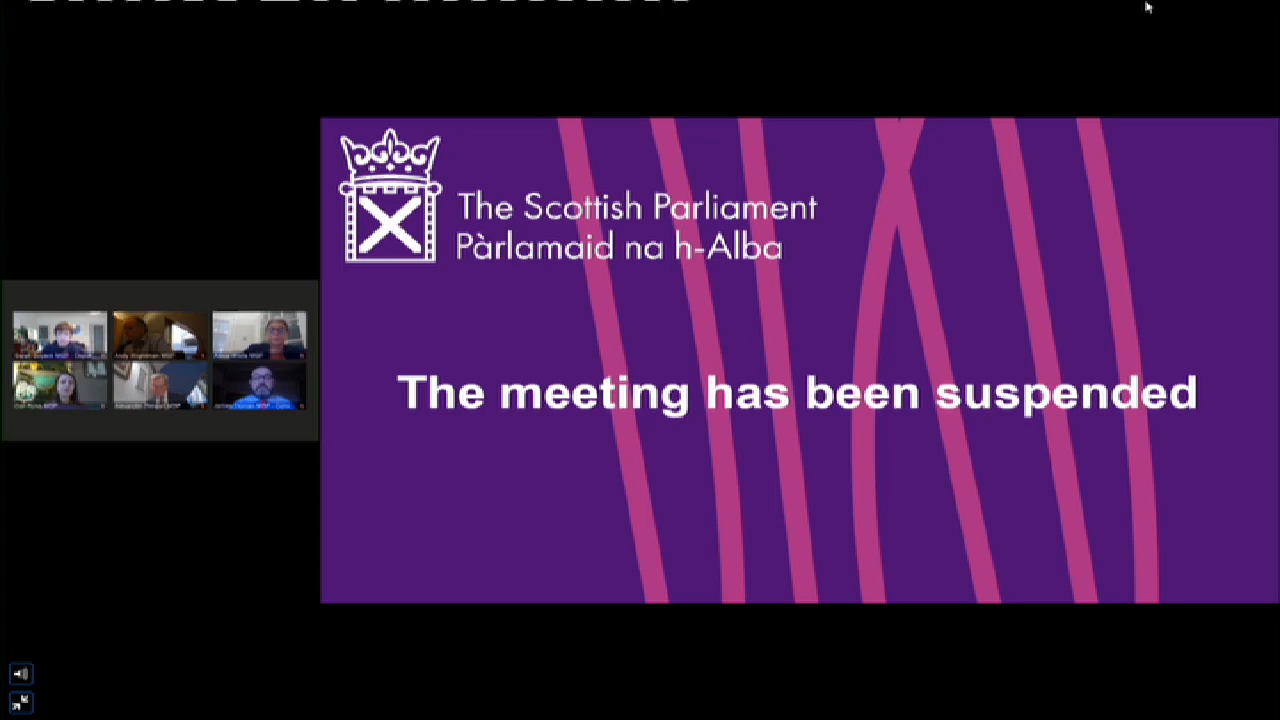 The Scottish Parliament
Pàrlamaid na h-Alba
The meeting has been suspended